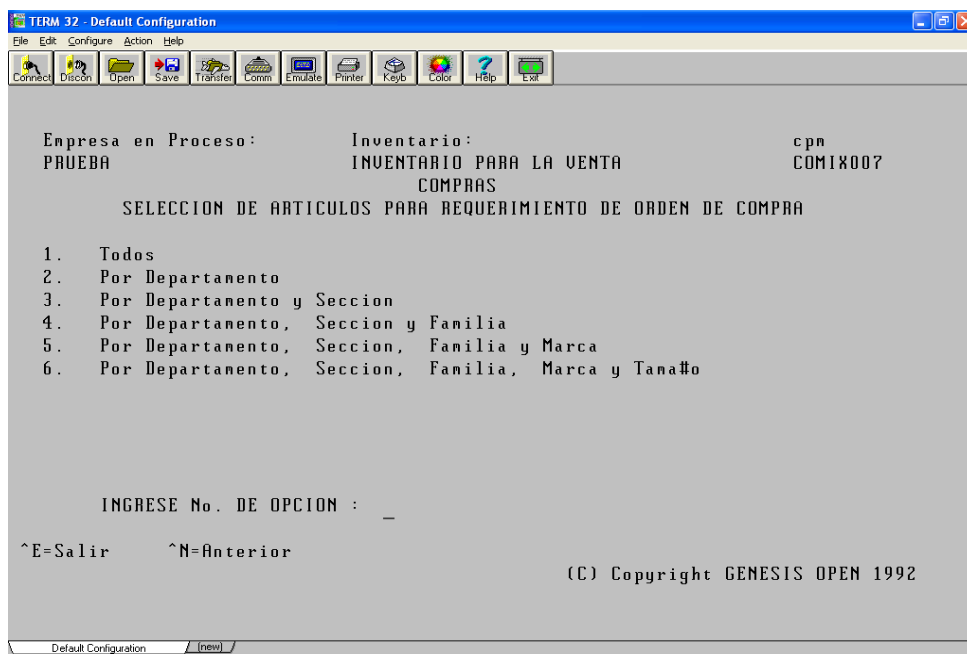 TERM 32 - Default Configuration
File Edit Configure Action Help
Connect Discon Open Save Transfer Comm Emulate Printer Keyb Color Help Exit
Empresa en Proceso: Inventario: cpm
PRUEBA INVENTARIO PARA LA VENTA COMIX007
COMPRAS
SELECCION DE ARTICULOS PARA REQUERIMIENTO DE ORDEN DE COMPRA
1. Todos
2. Por Departamento
3. Por Departamento y Seccion
4. Por Departamento, Seccion y Familia
5. Por Departamento, Seccion, Familia y Marca
6. Por Departamento, Seccion, Familia, Marca y Tama#o
INGRESE No. DE OPCION : _
^E=Salir ^N=Anterior
(C) Copyright GENESIS OPEN 1992
Default Configuration (new)